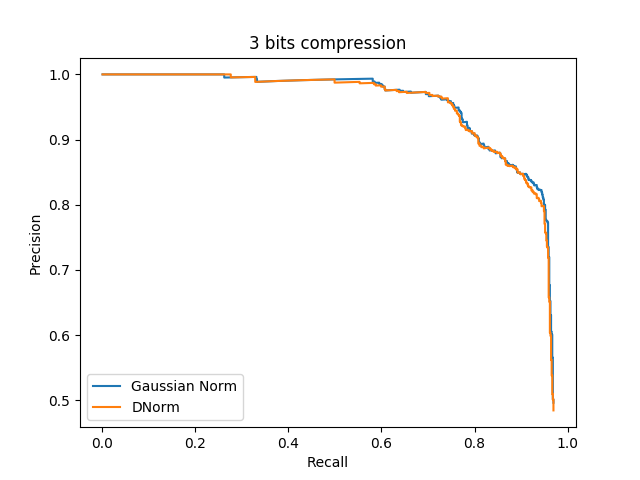 3 bits compression
1.0
0.9
0.8
0.7
0.6
0.5
Precision
Gaussian Norm
DNorm
0.0 0.2 0.4 0.6 0.8 1.0
Recall